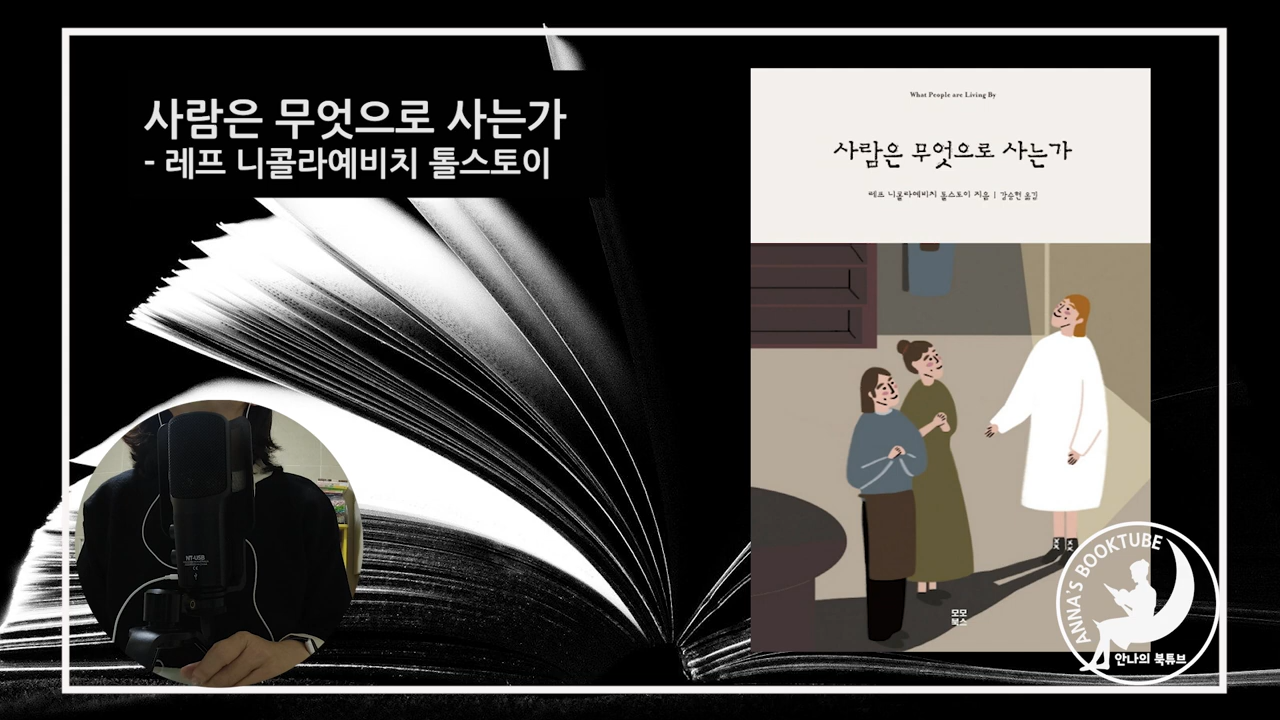 사람은 무엇으로 사는가
- 레프 니콜라예비치 톨스토이
What People are Living By
사람은 무엇으로 사는가
레프 니콜라예비치 톨스토이 지음 | 강승현 옮김
모모
북스
NT-USB
ANNA'S BOOKTUBE
안나의 북튜브